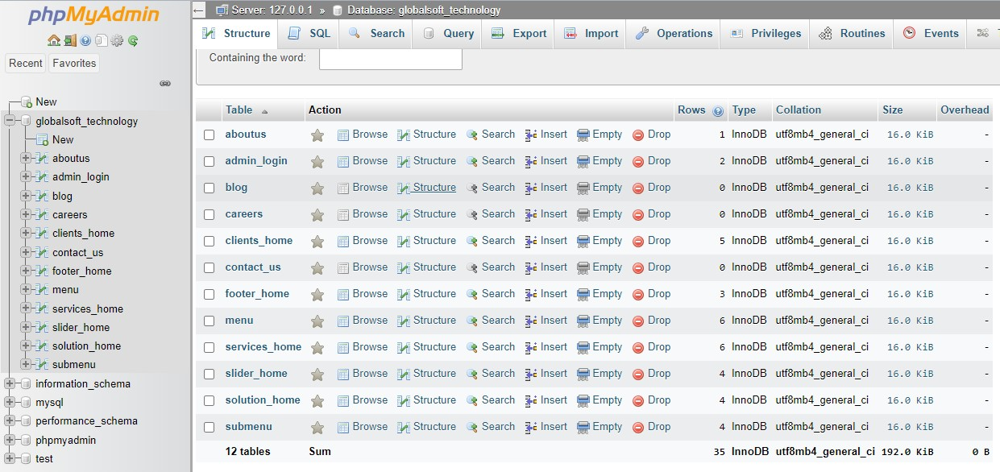 phpMyAdmin
Recent Favorites
New
globalsoft_technology
New
aboutus
admin_login
blog
careers
clients_home
contact_us
footer_home
menu
services_home
slider_home
solution_home
submenu
information_schema
mysql
performance_schema
phpmyadmin
test
Server: 127.0.0.1 » Database: globalsoft_technology
Structure SQL Search Query Export Import Operations Privileges Routines Events
Containing the word:
Table Action Rows Type Collation Size Overhead
aboutus Browse Structure Search Insert Empty Drop 1 InnoDB utf8mb4_general_ci 16.0 KiB -
admin_login Browse Structure Search Insert Empty Drop 2 InnoDB utf8mb4_general_ci 16.0 KiB -
blog Browse Structure Search Insert Empty Drop 0 InnoDB utf8mb4_general_ci 16.0 KiB -
careers Browse Structure Search Insert Empty Drop 0 InnoDB utf8mb4_general_ci 16.0 KiB -
clients_home Browse Structure Search Insert Empty Drop 5 InnoDB utf8mb4_general_ci 16.0 KiB -
contact_us Browse Structure Search Insert Empty Drop 0 InnoDB utf8mb4_general_ci 16.0 KiB -
footer_home Browse Structure Search Insert Empty Drop 3 InnoDB utf8mb4_general_ci 16.0 KiB -
menu Browse Structure Search Insert Empty Drop 6 InnoDB utf8mb4_general_ci 16.0 KiB -
services_home Browse Structure Search Insert Empty Drop 6 InnoDB utf8mb4_general_ci 16.0 KiB -
slider_home Browse Structure Search Insert Empty Drop 4 InnoDB utf8mb4_general_ci 16.0 KiB -
solution_home Browse Structure Search Insert Empty Drop 4 InnoDB utf8mb4_general_ci 16.0 KiB -
submenu Browse Structure Search Insert Empty Drop 4 InnoDB utf8mb4_general_ci 16.0 KiB -
12 tables Sum 35 InnoDB utf8mb4_general_ci 192.0 KiB 0 B